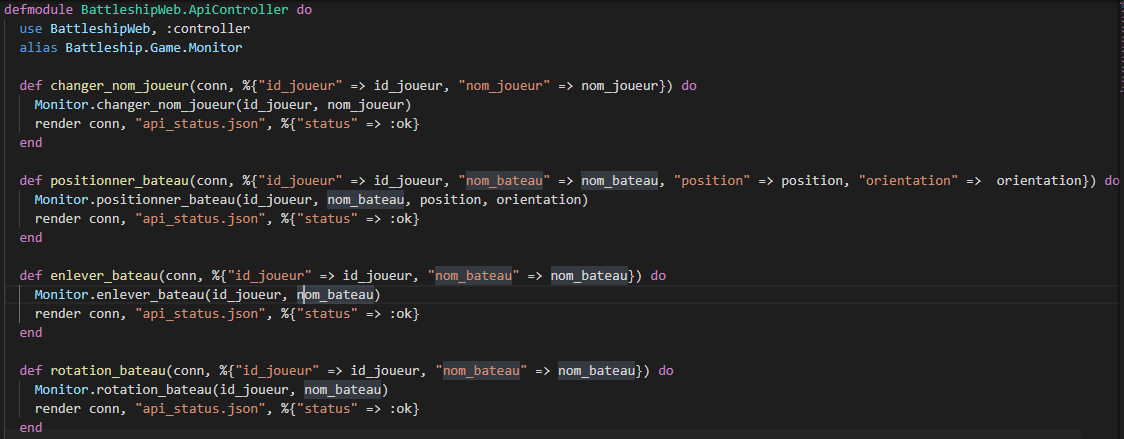 defmodule BattleshipWeb.ApiController do
use BattleshipWeb, :controller
alias Battleship.Game.Monitor
def changer_nom_joueur(conn, %{"id_joueur" => id_joueur, "nom_joueur" => nom_joueur}) do
Monitor.changer_nom_joueur(id_joueur, nom_joueur)
render conn, "api_status.json", %{"status" => :ok}
end
def positionner_bateau(conn, %{"id_joueur" => id_joueur, "nom_bateau" => nom_bateau, "position" => position, "orientation" =>  orientation}) do
Monitor.positionner_bateau(id_joueur, nom_bateau, position, orientation)
render conn, "api_status.json", %{"status" => :ok}
end
def enlever_bateau(conn, %{"id_joueur" => id_joueur, "nom_bateau" => nom_bateau}) do
Monitor.enlever_bateau(id_joueur, nom_bateau)
render conn, "api_status.json", %{"status" => :ok}
end
def rotation_bateau(conn, %{"id_joueur" => id_joueur, "nom_bateau" => nom_bateau}) do
Monitor.rotation_bateau(id_joueur, nom_bateau)
render conn, "api_status.json", %{"status" => :ok}
end